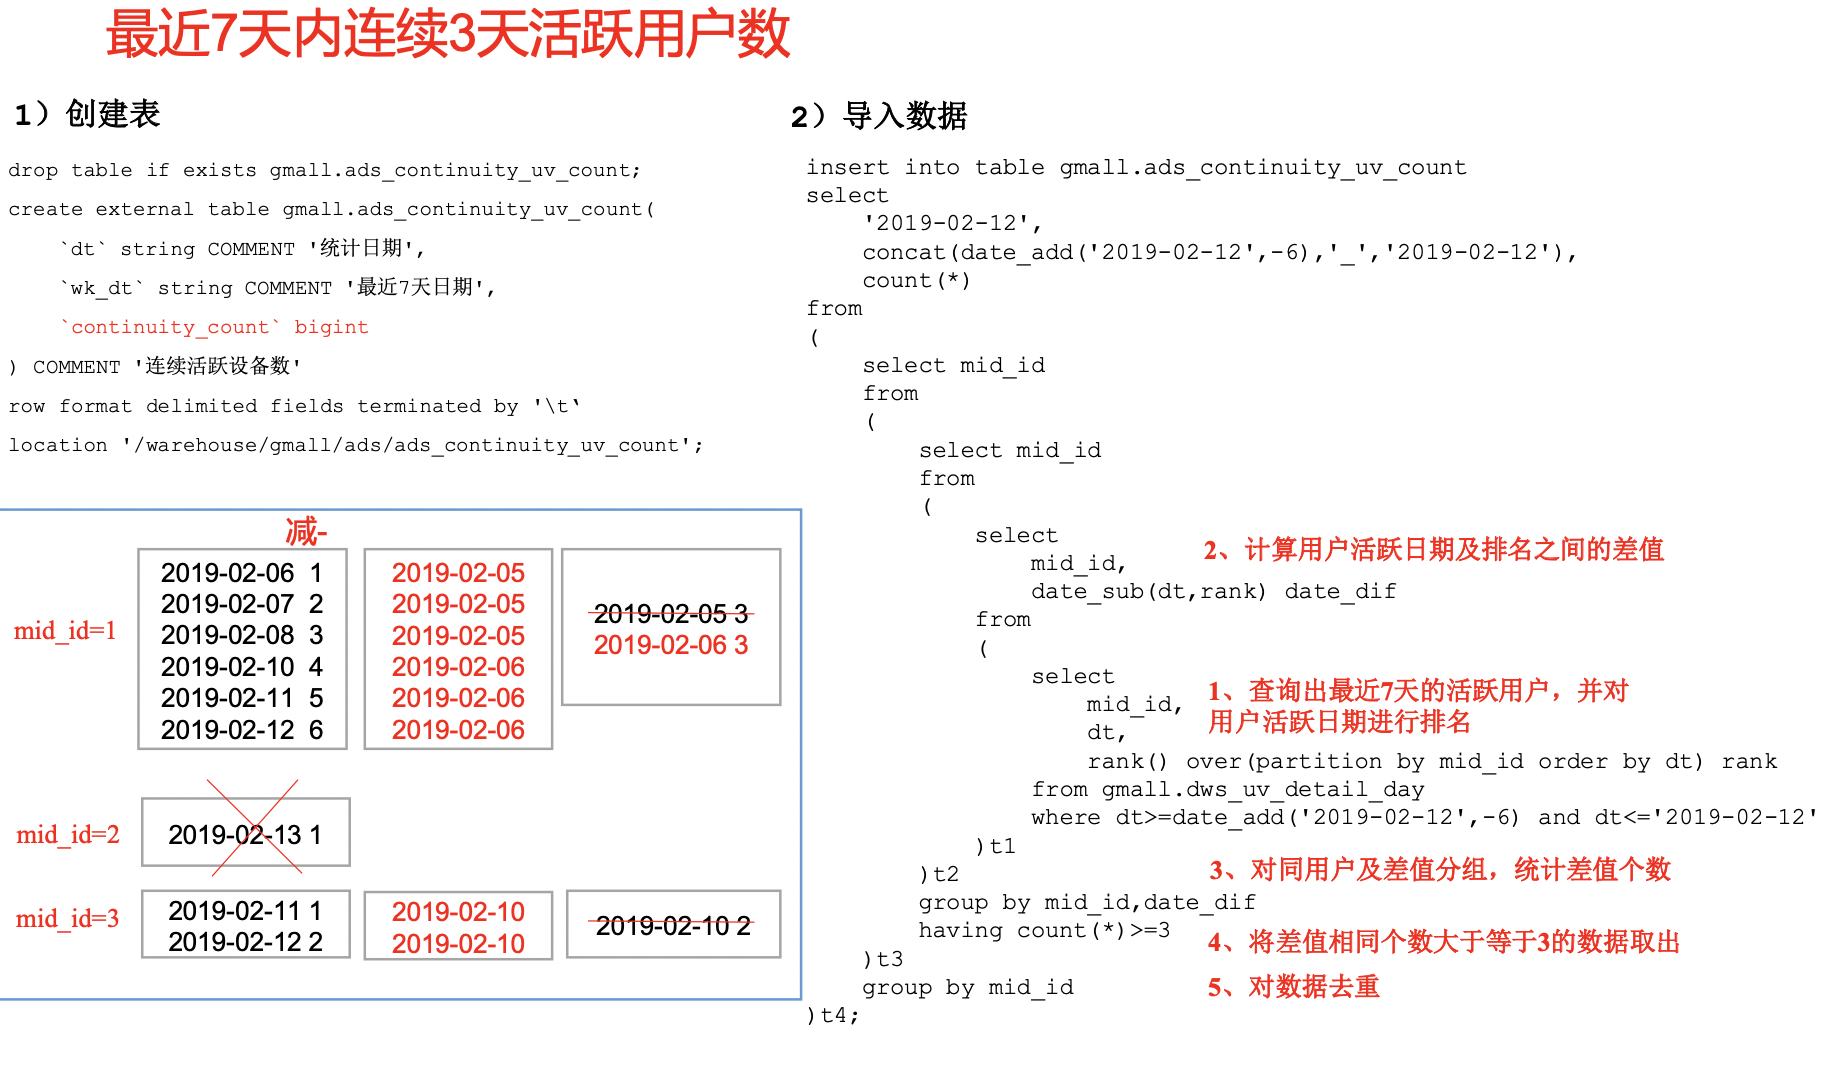 最近7天内连续3天活跃用户数
1）创建表
drop table if exists gmall.ads_continuity_uv_count;
create external table gmall.ads_continuity_uv_count(
`dt` string COMMENT '统计日期',
`wk_dt` string COMMENT '最近7天日期',
`continuity_count` bigint
) COMMENT '连续活跃设备数'
row format delimited fields terminated by '\t‘
location '/warehouse/gmall/ads/ads_continuity_uv_count';
减-
mid_id=1
2019-02-06 1
2019-02-07 2
2019-02-08 3
2019-02-10 4
2019-02-11 5
2019-02-12 6
2019-02-05
2019-02-05
2019-02-05
2019-02-06
2019-02-06
2019-02-06
2019-02-05 3
2019-02-06 3
mid_id=2
2019-02-13 1
mid_id=3
2019-02-11 1
2019-02-12 2
2019-02-10
2019-02-10
2019-02-10 2
2）导入数据
insert into table gmall.ads_continuity_uv_count
select
'2019-02-12',
concat(date_add('2019-02-12',-6),'_','2019-02-12'),
count(*)
from
(
select mid_id
from
(
select mid_id
from
(
select
mid_id,
date_sub(dt,rank) date_dif
from
(
select
mid_id,
dt,
rank() over(partition by mid_id order by dt) rank
from gmall.dws_uv_detail_day
where dt>=date_add('2019-02-12',-6) and dt<='2019-02-12'
)t1
)t2
group by mid_id,date_dif
having count(*)>=3
)t3
group by mid_id
)t4;
2、计算用户活跃日期及排名之间的差值
1、查询出最近7天的活跃用户，并对
用户活跃日期进行排名
3、对同用户及差值分组，统计差值个数
4、将差值相同个数大于等于3的数据取出
5、对数据去重